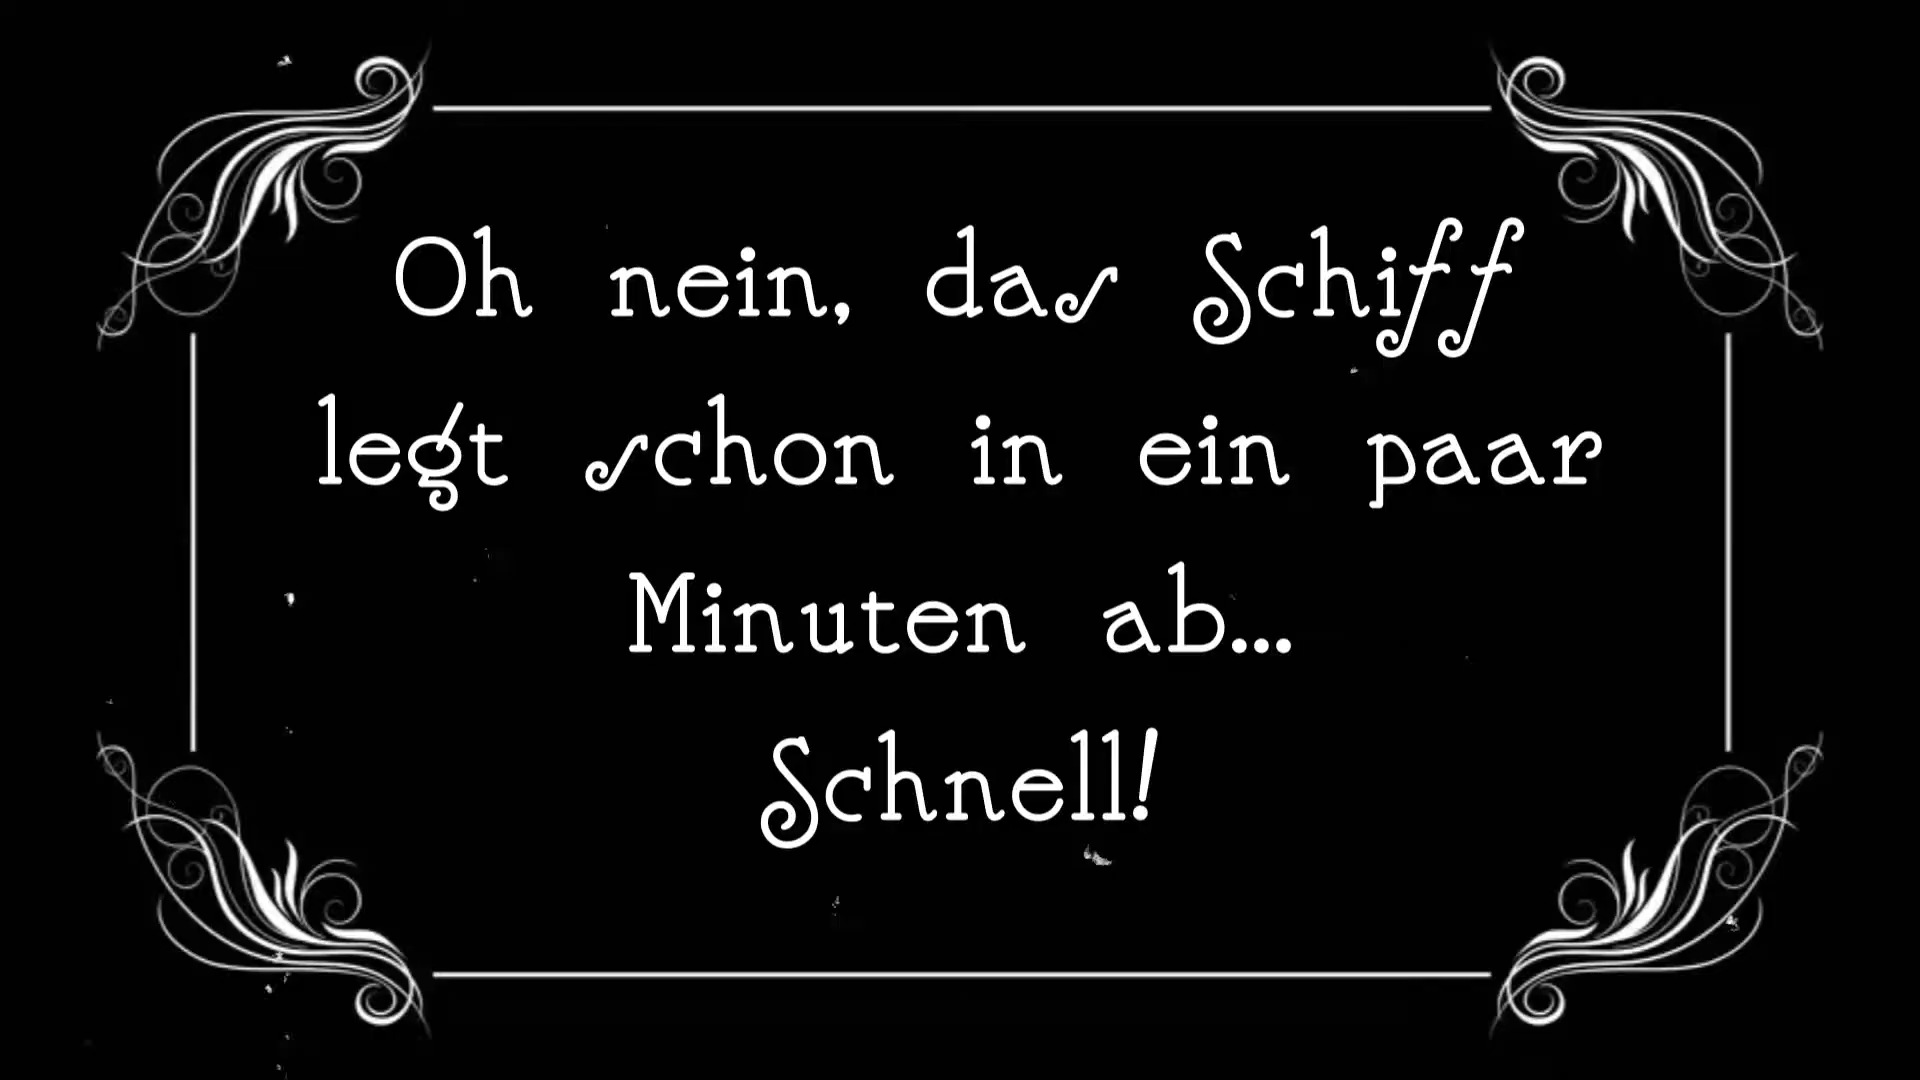 Oh nein, das Schiff
legt schon in ein paar
Minuten ab...
Schnell!